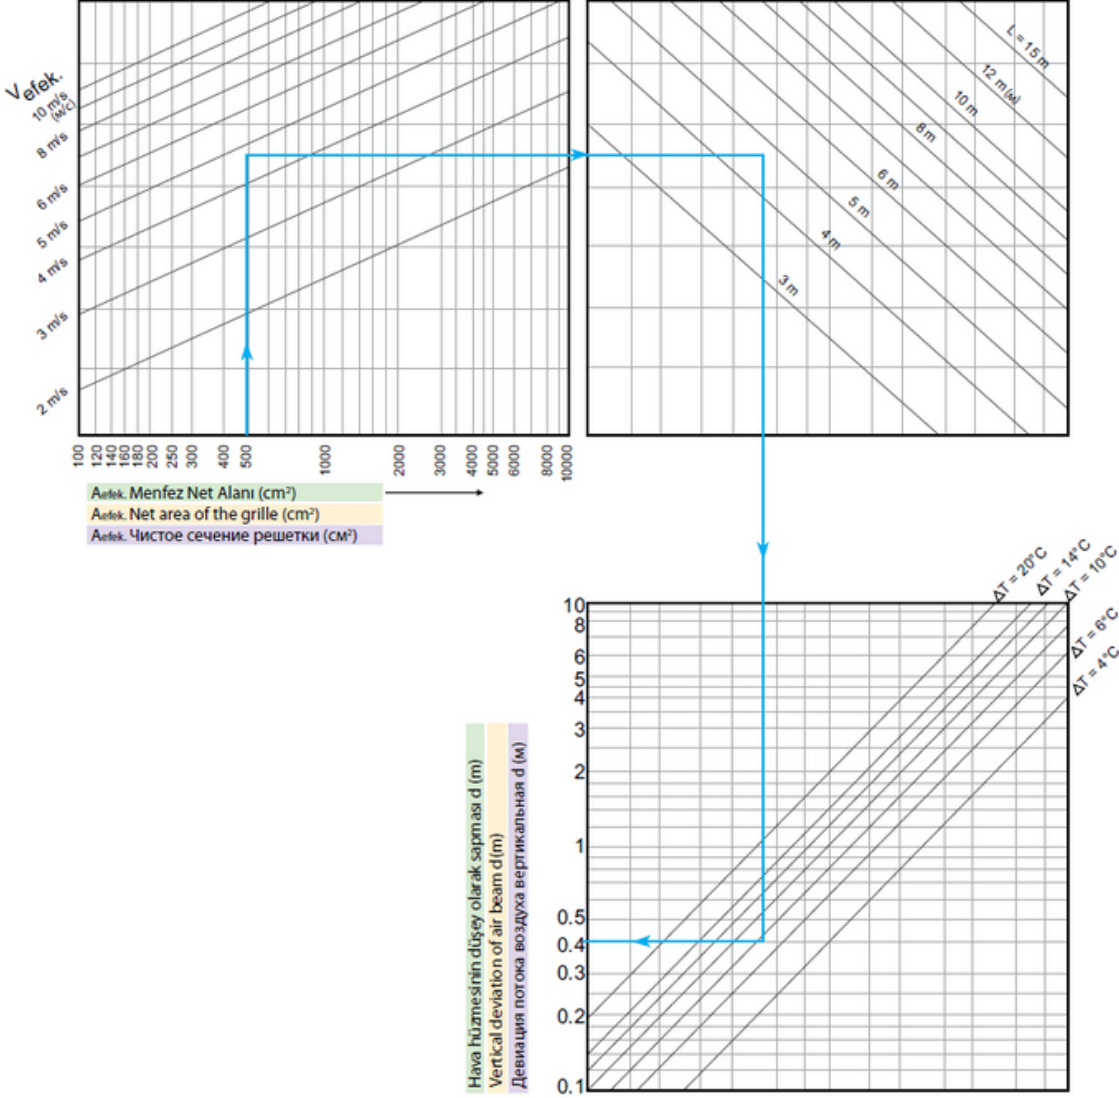 V efek.
10 m/s
(м/с)
8 m/s
6 m/s
5 m/s
4 m/s
3 m/s
2 m/s
100 120 140 160 180 200 250 300 400 500 1000 2000 3000 4000 5000 6000 8000 10000
Aefek. Menfez Net Alanı (cm²)
Aefek. Net area of the grille (cm²)
Aefek. Чистое сечение решетки (см²)
L = 15 m
12 m (м)
10 m
8 m
6 m
5 m
4 m
3 m
ΔT = 20°C
ΔT = 14°C
ΔT = 10°C
ΔT = 6°C
ΔT = 4°C
10
8
6
5
4
3
2
1
0.5
0.4
0.3
0.2
0.1
Hava hüzmesinin düşey olarak sapması d (m)
Vertical deviation of air beam d(m)
Девиация потока воздуха вертикальная d (м)